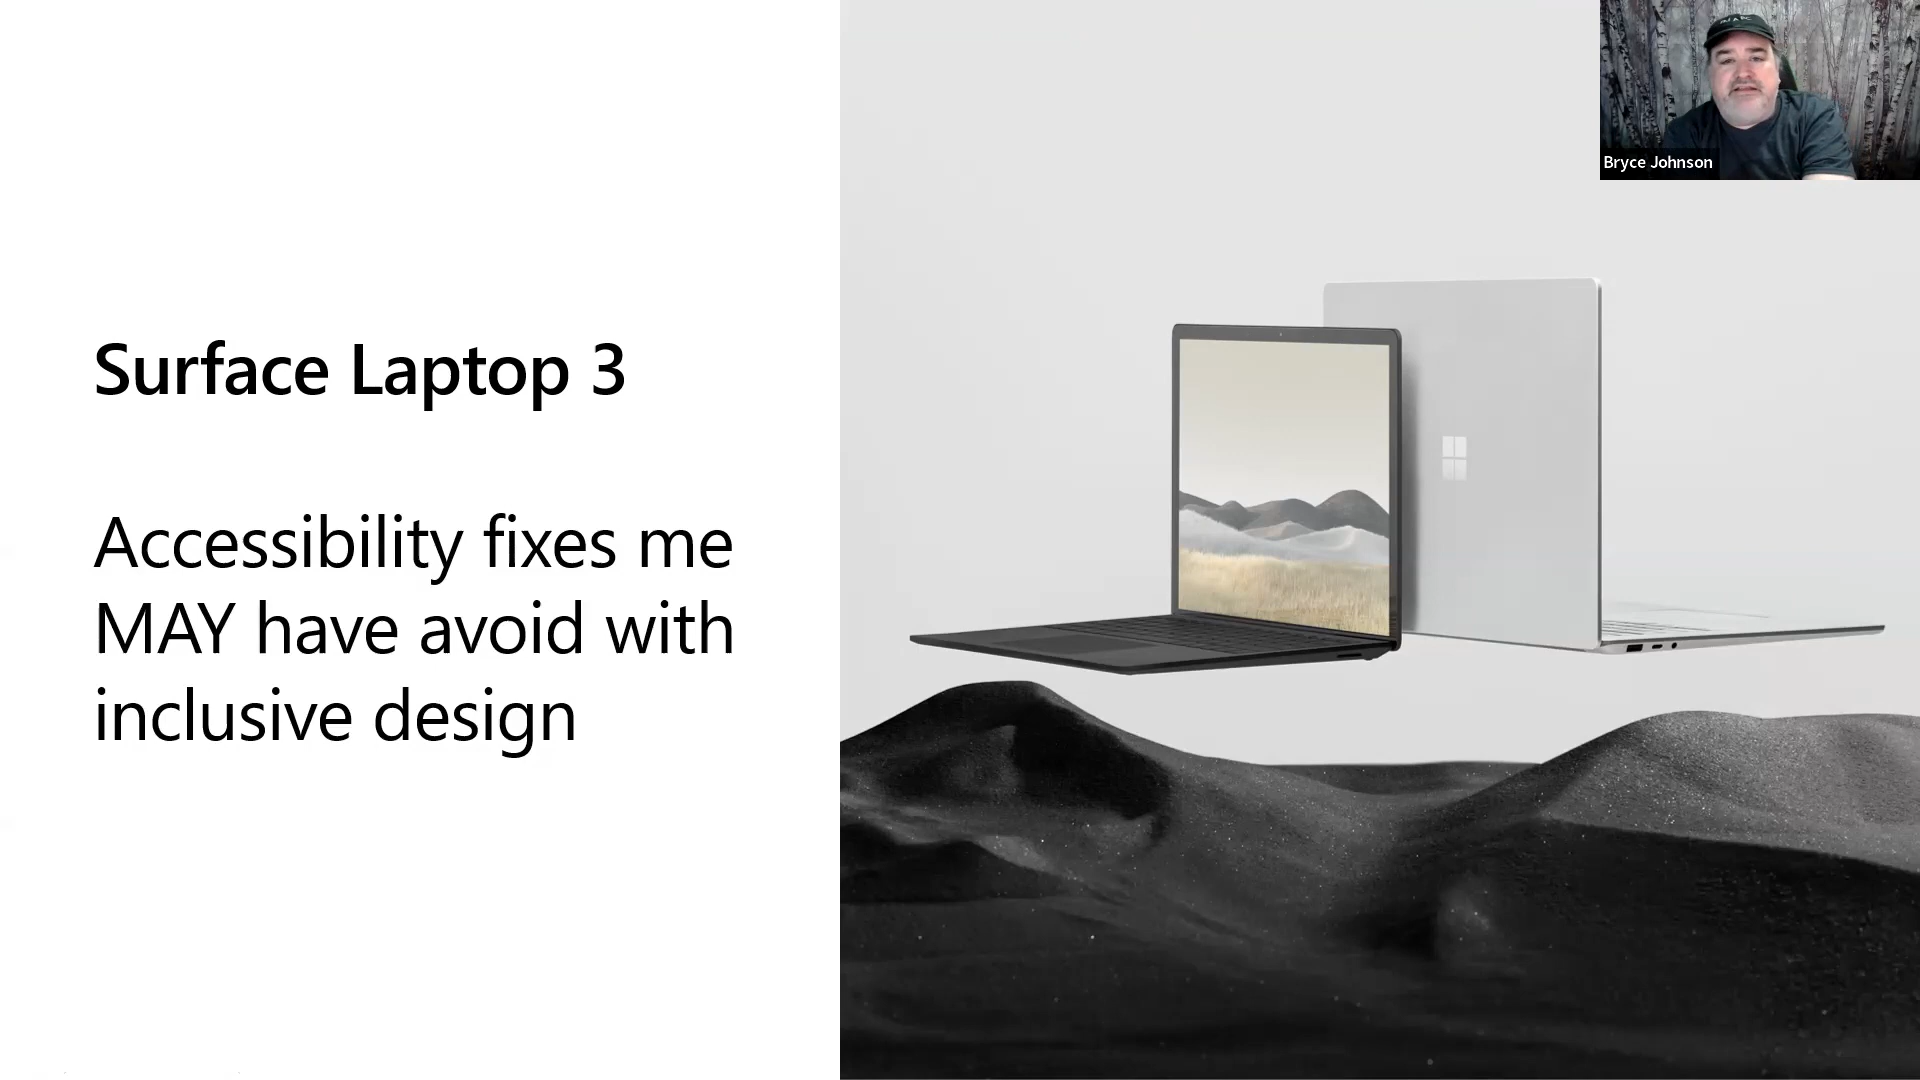 Surface Laptop 3
Accessibility fixes me
MAY have avoid with
inclusive design
Bryce Johnson